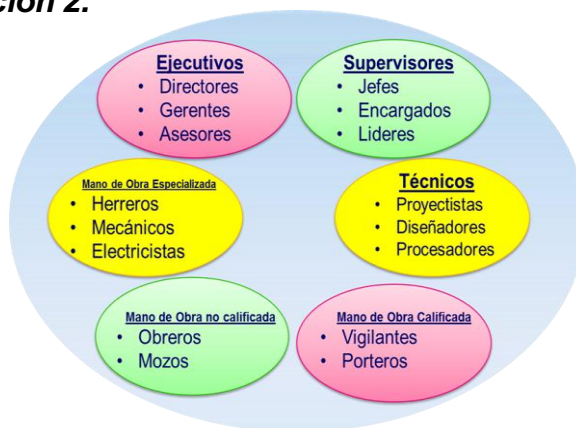 ción 2.
Ejecutivos
• Directores
• Gerentes
• Asesores
Supervisores
• Jefes
• Encargados
• Lideres
Mano de Obra Especializada
• Herreros
• Mecánicos
• Electricistas
Técnicos
• Proyectistas
• Diseñadores
• Procesadores
Mano de Obra no calificada
• Obreros
• Mozos
Mano de Obra Calificada
• Vigilantes
• Porteros